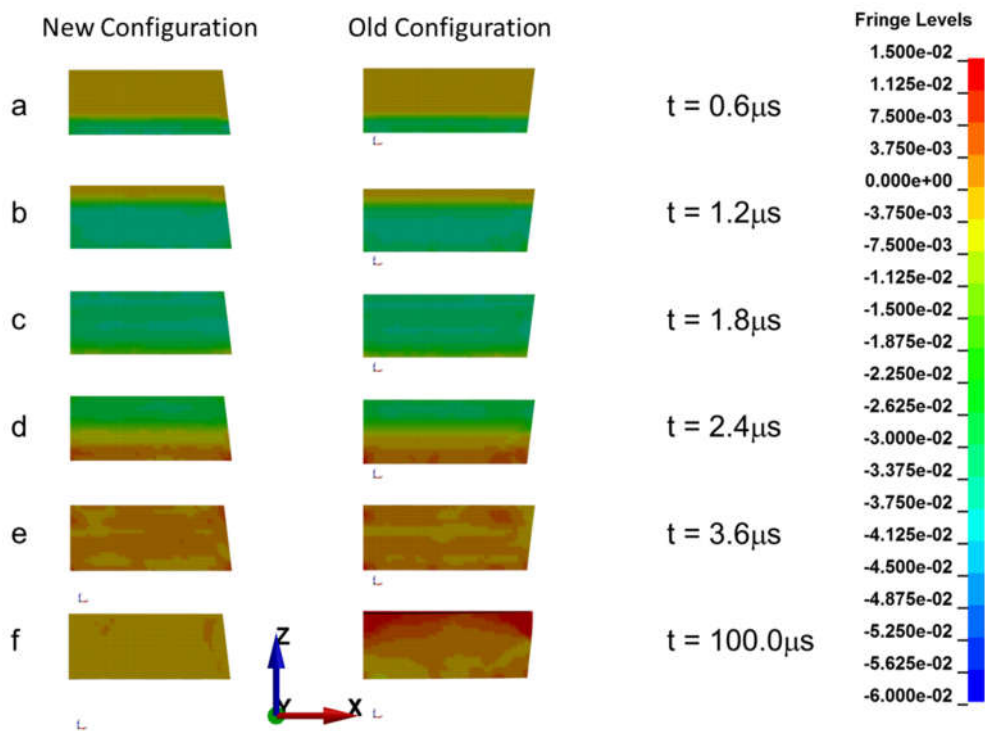 New Configuration
Old Configuration
Fringe Levels
a
t = 0.6μs
b
t = 1.2μs
c
t = 1.8μs
d
t = 2.4μs
e
t = 3.6μs
f
t = 100.0μs
Z
Y
X
1.500e-02
1.125e-02
7.500e-03
3.750e-03
0.000e+00
-3.750e-03
-7.500e-03
-1.125e-02
-1.500e-02
-1.875e-02
-2.250e-02
-2.625e-02
-3.000e-02
-3.375e-02
-3.750e-02
-4.125e-02
-4.500e-02
-4.875e-02
-5.250e-02
-5.625e-02
-6.000e-02